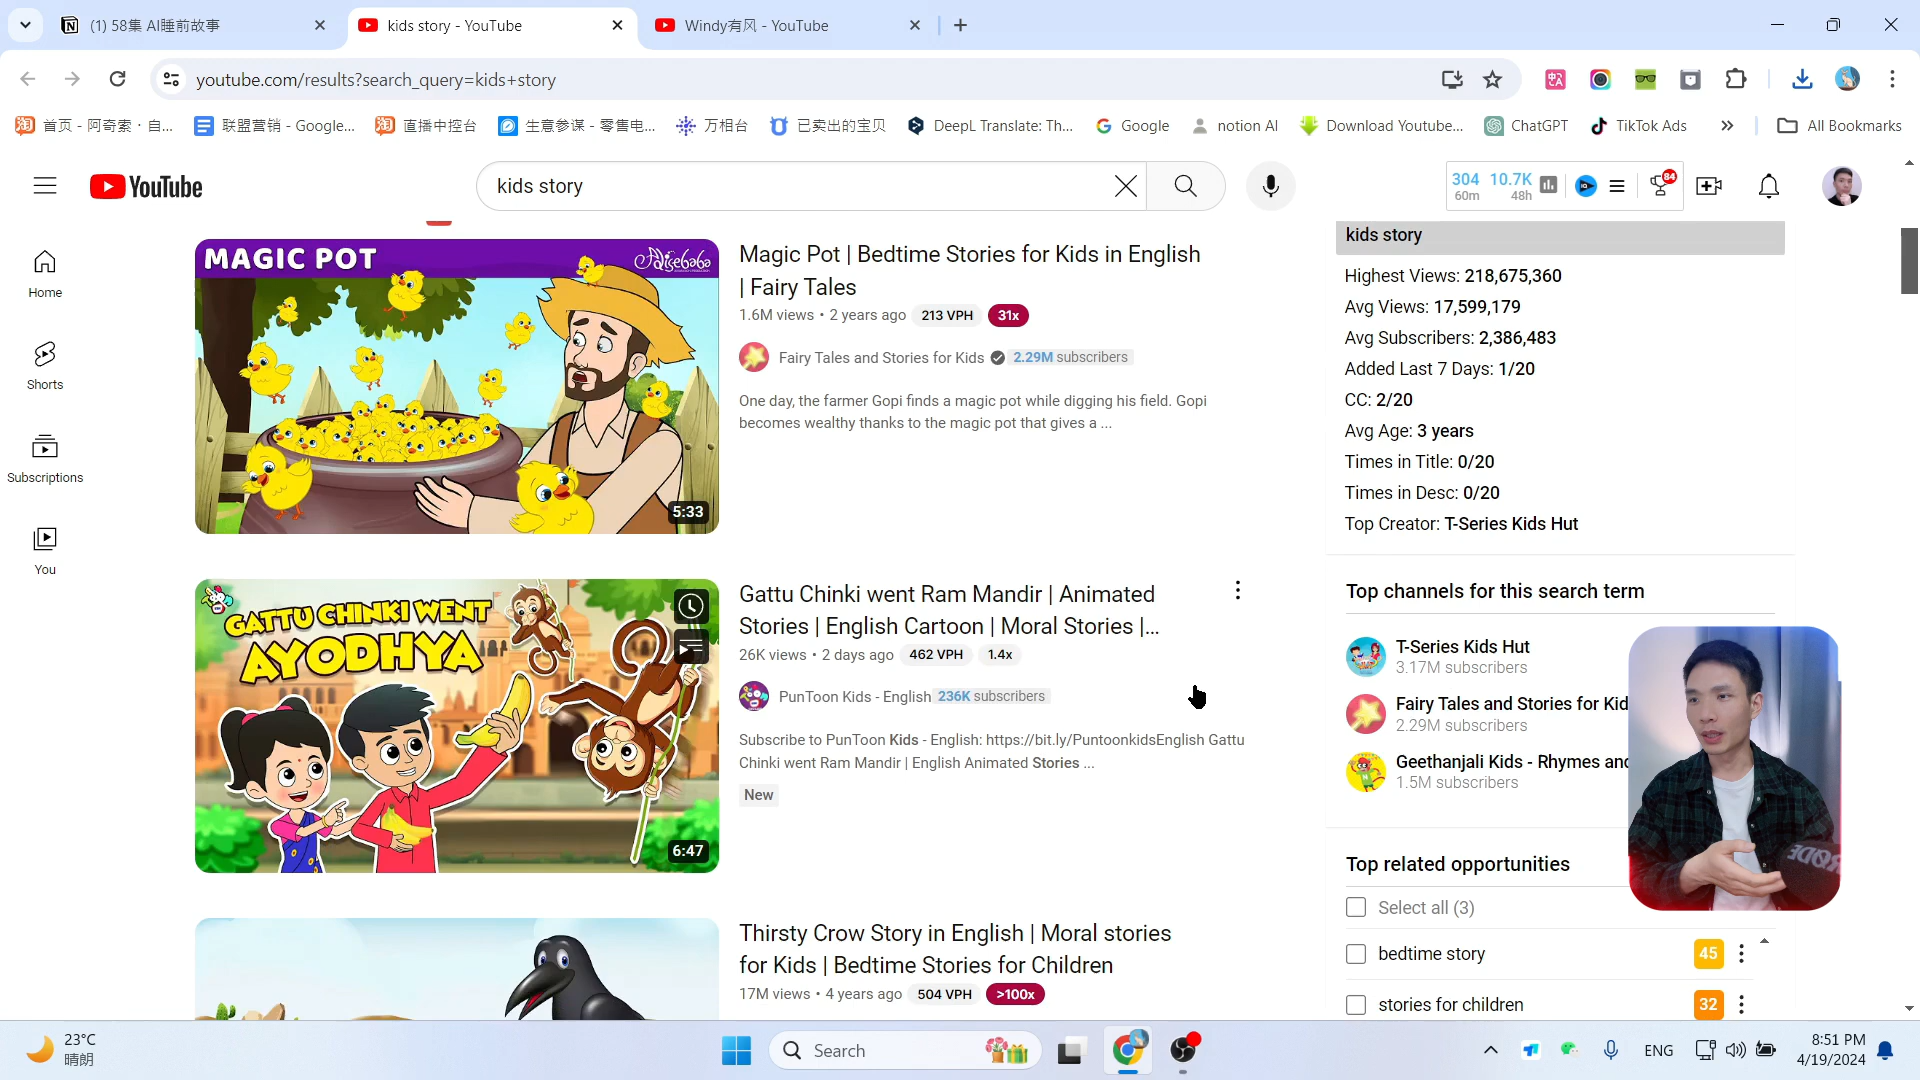 (1) 58集 AI睡前故事
kids story - YouTube
Windy有风 - YouTube
youtube.com/results?search_query=kids+story
首页 - 阿奇索 · 自...
联盟营销 - Google...
直播中控台
生意参谋 - 零售电...
万相台
已卖出的宝贝
DeepL Translate: Th...
Google
notion AI
Download Youtube...
ChatGPT
TikTok Ads
All Bookmarks
YouTube
kids story
304 60m
10.7K 48h
84
Home
Shorts
Subscriptions
You
MAGIC POT
5:33
Magic Pot | Bedtime Stories for Kids in English
| Fairy Tales
1.6M views • 2 years ago 213 VPH 31x
Fairy Tales and Stories for Kids 2.29M subscribers
One day, the farmer Gopi finds a magic pot while digging his field. Gopi
becomes wealthy thanks to the magic pot that gives a ...
GATTU CHINKI WENT
AYODHYA
6:47
Gattu Chinki went Ram Mandir | Animated
Stories | English Cartoon | Moral Stories |...
26K views • 2 days ago 462 VPH 1.4x
PunToon Kids - English 236K subscribers
Subscribe to PunToon Kids - English: https://bit.ly/PuntoonkidsEnglish Gattu
Chinki went Ram Mandir | English Animated Stories ...
New
Thirsty Crow Story in English | Moral stories
for Kids | Bedtime Stories for Children
17M views • 4 years ago 504 VPH >100x
kids story
Highest Views: 218,675,360
Avg Views: 17,599,179
Avg Subscribers: 2,386,483
Added Last 7 Days: 1/20
CC: 2/20
Avg Age: 3 years
Times in Title: 0/20
Times in Desc: 0/20
Top Creator: T-Series Kids Hut
Top channels for this search term
T-Series Kids Hut
3.17M subscribers
Fairy Tales and Stories for Kid
2.29M subscribers
Geethanjali Kids - Rhymes and
1.5M subscribers
RØDE
Top related opportunities
Select all (3)
bedtime story 45
stories for children 32
23°C
晴朗
Search
ENG
8:51 PM
4/19/2024